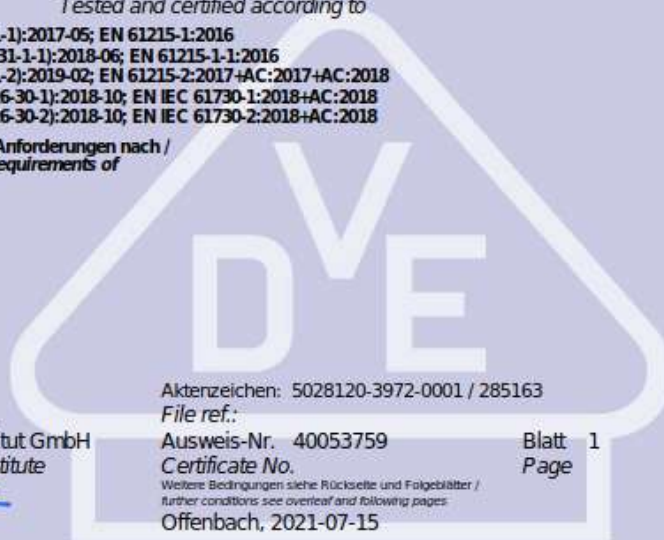 Tested and certified according to
-1):2017-05; EN 61215-1:2016
31-1-1):2018-06; EN 61215-1-1:2016
-2):2019-02; EN 61215-2:2017+AC:2017+AC:2018
6-30-1):2018-10; EN IEC 61730-1:2018+AC:2018
6-30-2):2018-10; EN IEC 61730-2:2018+AC:2018
Anforderungen nach /
equirements of
DVE
Aktenzeichen: 5028120-3972-0001 / 285163
File ref.:
tut GmbH Ausweis-Nr. 40053759 Blatt 1
titute Certificate No. Page
Weitere Bedingungen siehe Rückseite und Folgeblätter /
further conditions see overleaf and following pages
Offenbach, 2021-07-15